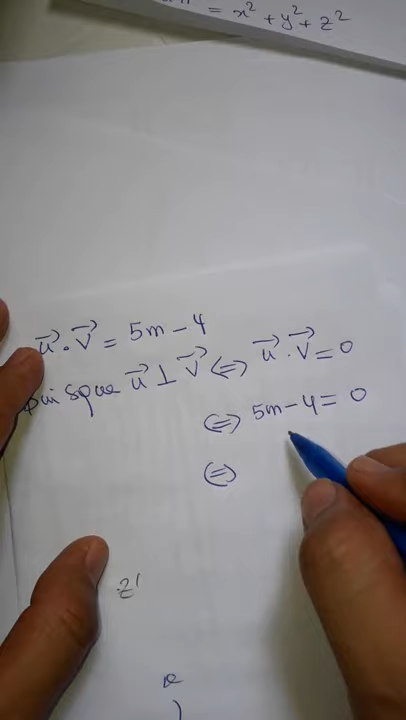 = x² + y² + z²
u⃗ . v⃗ = 5m - 4
puisque u⃗ ⊥ v⃗ ⇔ u⃗ . v⃗ = 0
⇔ 5m - 4 = 0
⇔
z'